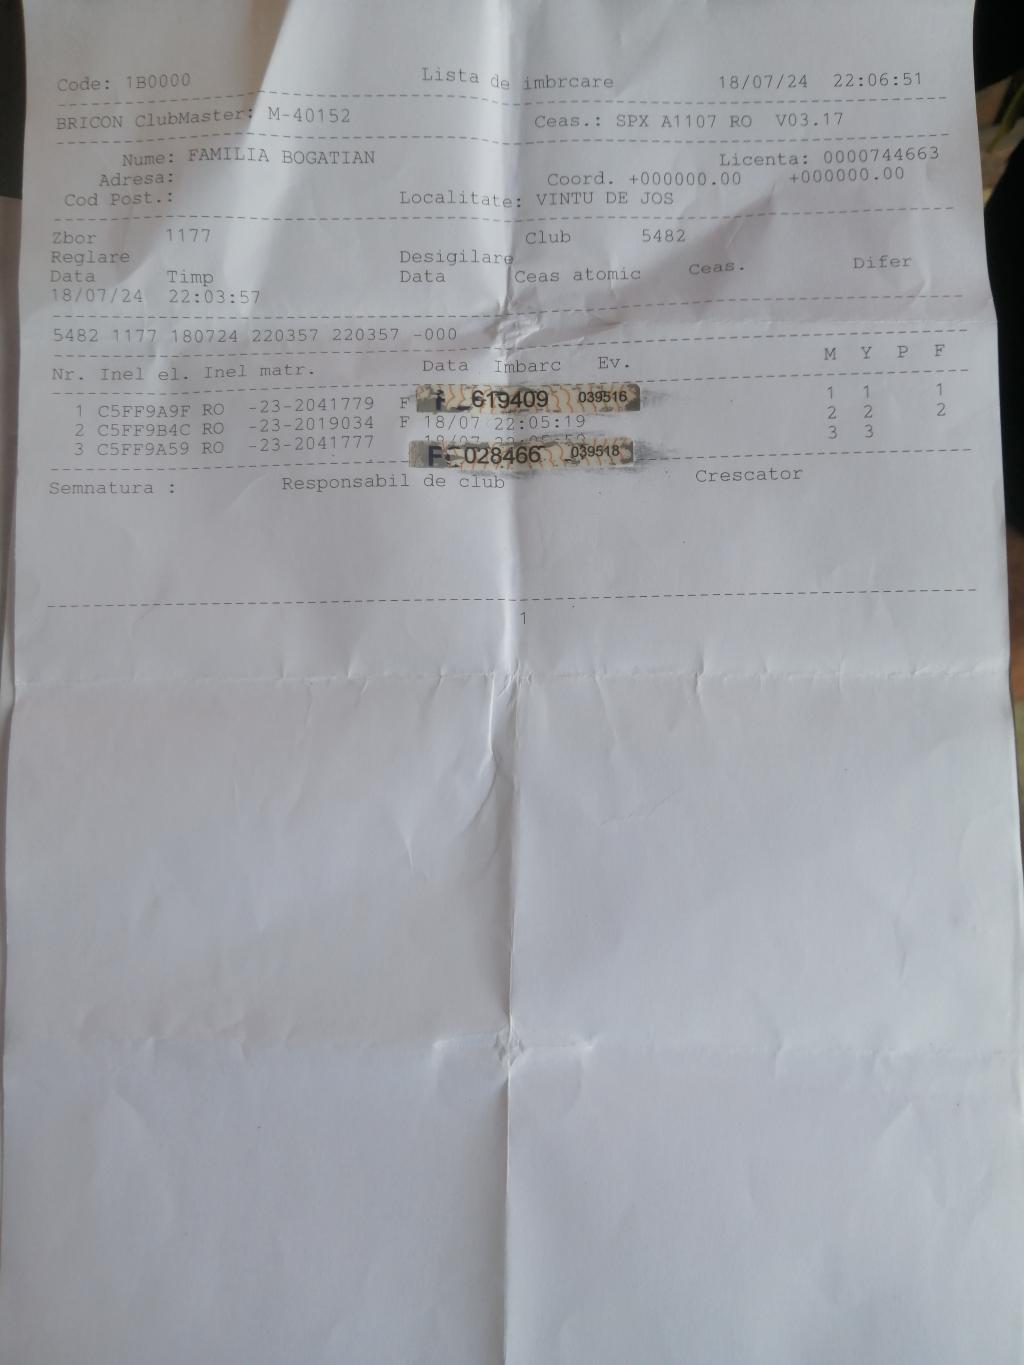 Code: 1B0000 Lista de imbrcare 18/07/24 22:06:51
BRICON ClubMaster: M-40152 Ceas.: SPX A1107 RO V03.17
Nume: FAMILIA BOGATIAN Licenta: 0000744663
Adresa: Coord. +000000.00 +000000.00
Cod Post.: Localitate: VINTU DE JOS
Zbor 1177 Club 5482
Reglare Desigilare
Data Timp Data Ceas atomic Ceas. Difer
18/07/24 22:03:57
5482 1177 180724 220357 220357 -000
Nr. Inel el. Inel matr. Data Imbarc Ev. M Y P F
1 C5FF9A9F RO -23-2041779 F 619409 039516 1 1 1
2 C5FF9B4C RO -23-2019034 F 18/07 22:05:19 2 2 2
3 C5FF9A59 RO -23-2041777 3 3
F: 028466 039518
Semnatura : Responsabil de club Crescator
1